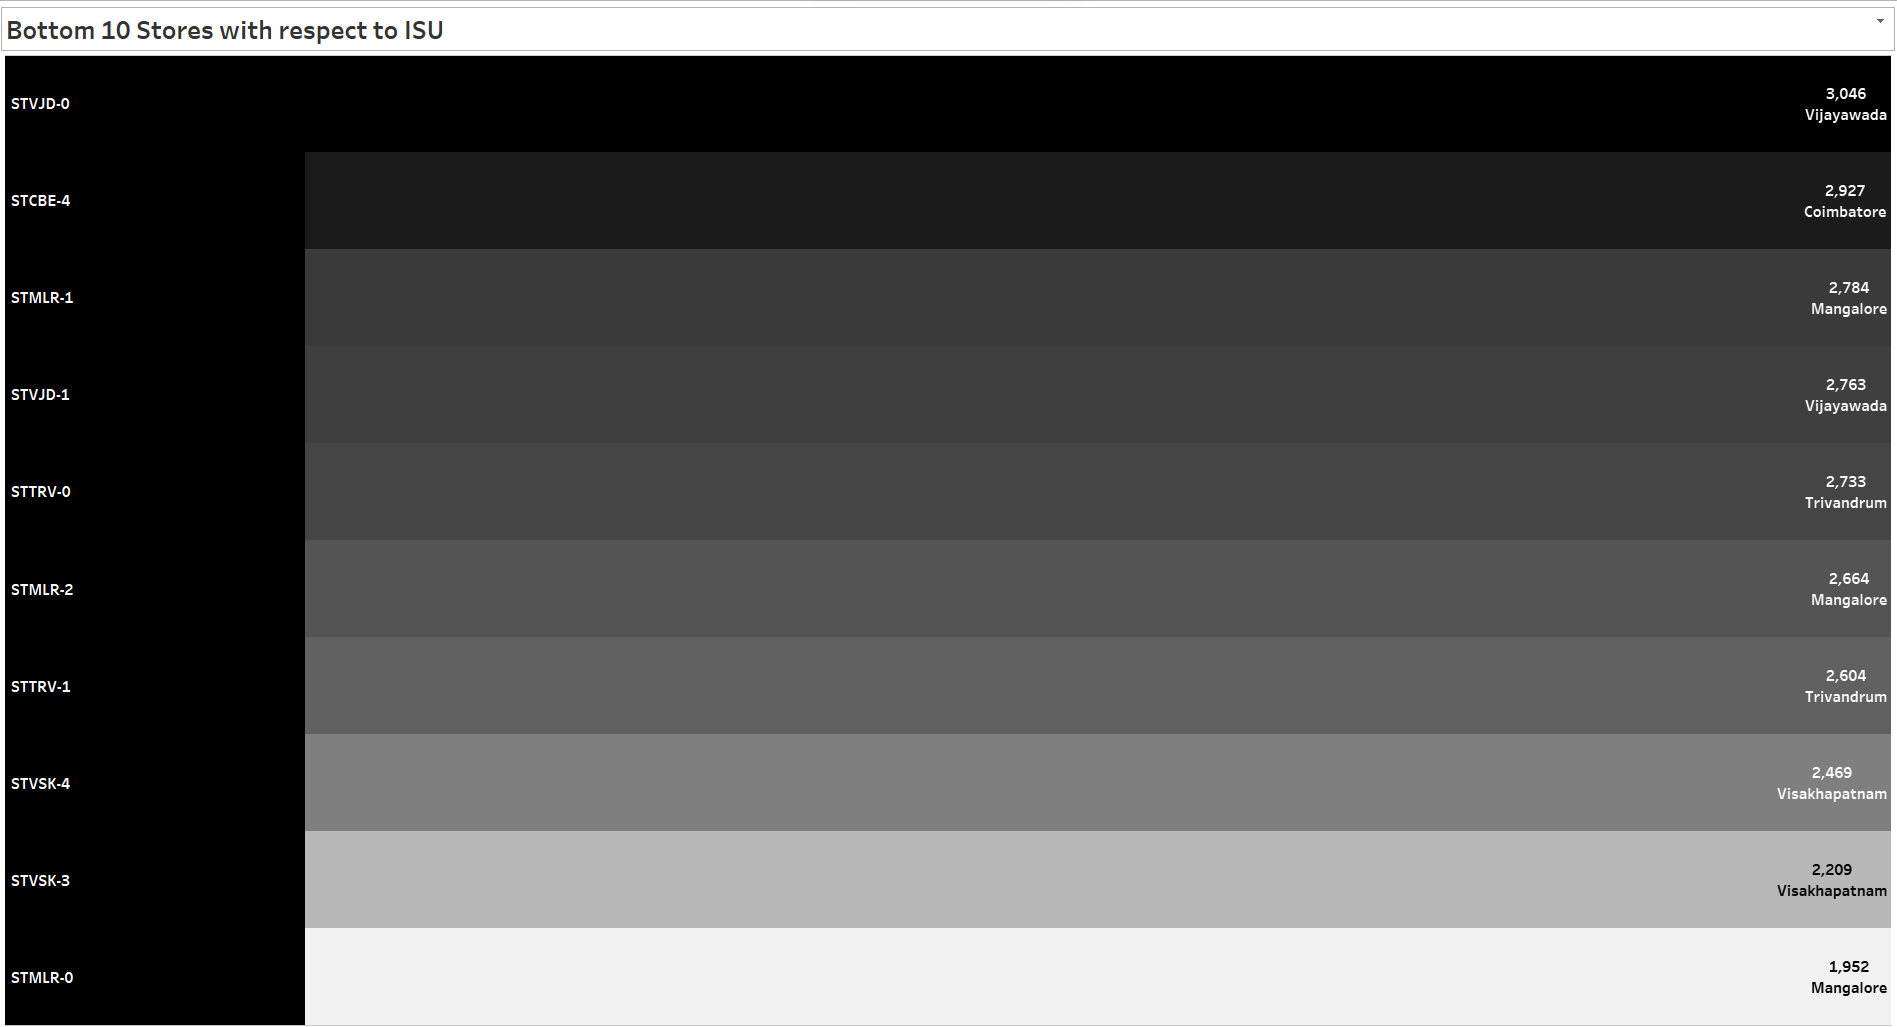 Bottom 10 Stores with respect to ISU
STVJD-0
3,046
Vijayawada
STCBE-4
2,927
Coimbatore
STMLR-1
2,784
Mangalore
STVJD-1
2,763
Vijayawada
STTRV-0
2,733
Trivandrum
STMLR-2
2,664
Mangalore
STTRV-1
2,604
Trivandrum
STVSK-4
2,469
Visakhapatnam
STVSK-3
2,209
Visakhapatnam
STMLR-0
1,952
Mangalore